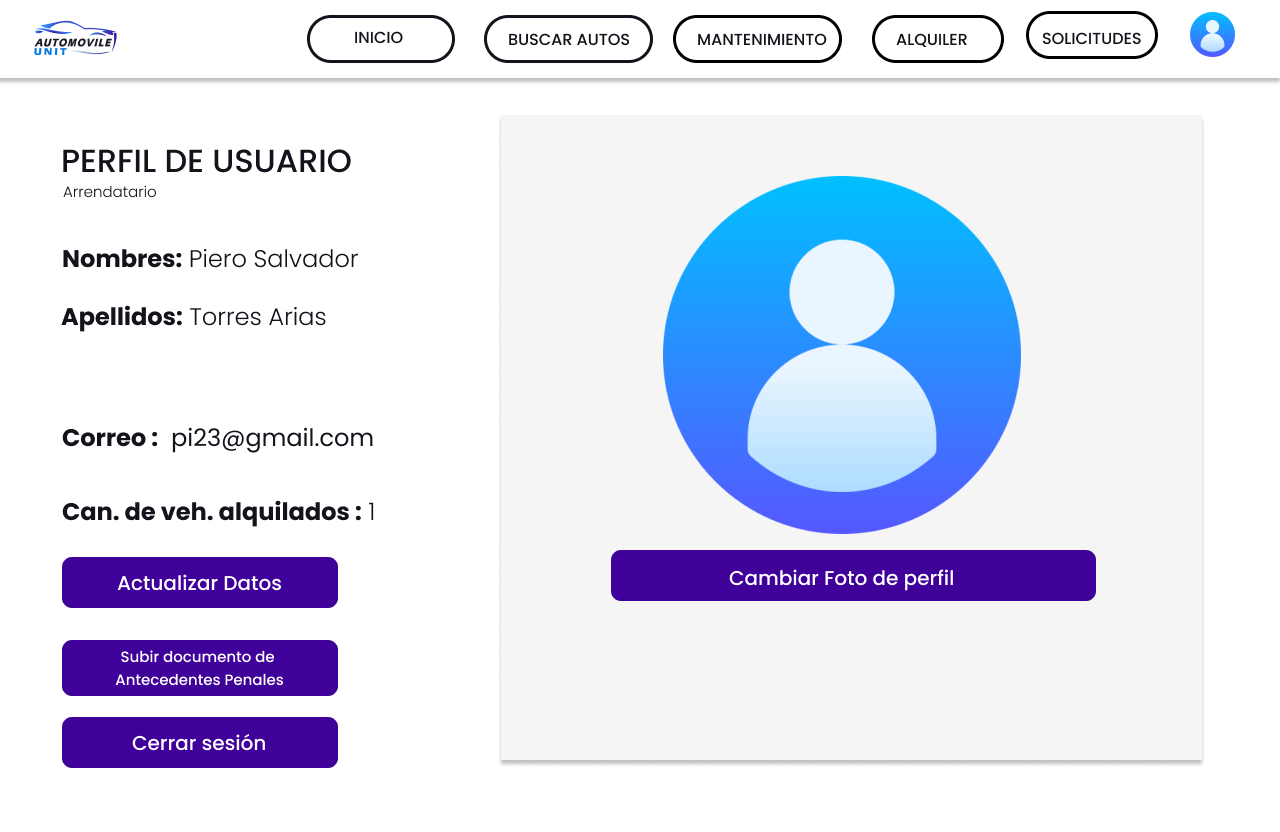 AUTOMOVILE
UNIT
INICIO
BUSCAR AUTOS
MANTENIMIENTO
ALQUILER
SOLICITUDES
PERFIL DE USUARIO
Arrendatario
Nombres: Piero Salvador
Apellidos: Torres Arias
Correo : pi23@gmail.com
Can. de veh. alquilados : 1
Actualizar Datos
Subir documento de
Antecedentes Penales
Cerrar sesión
Cambiar Foto de perfil